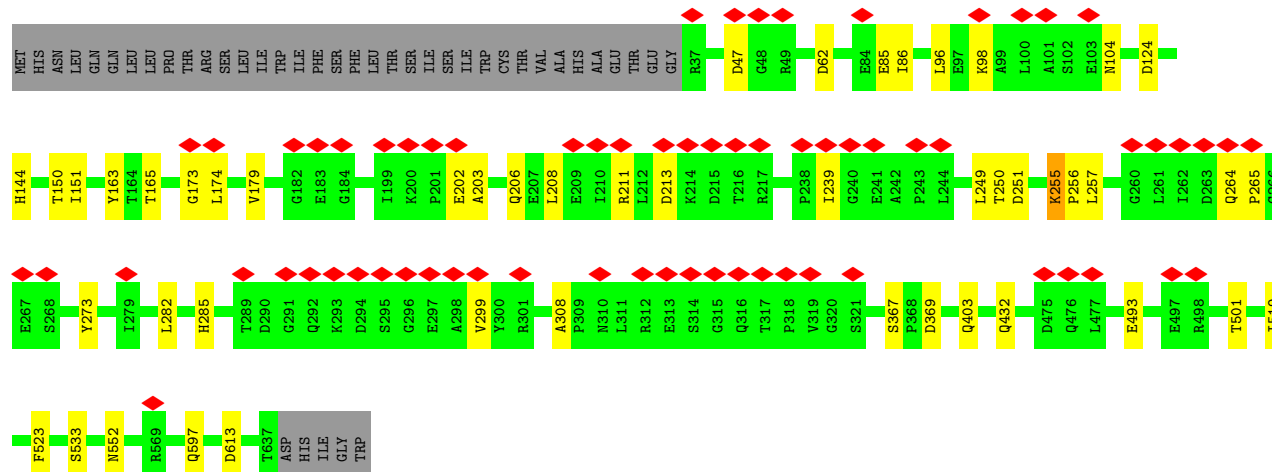 MET HIS ASN LEU GLN GLN LEU LEU PRO THR ARG SER LEU ILE TRP ILE PHE SER PHE LEU THR SER ILE SER ILE TRP CYS THR VAL ALA HIS ALA GLU THR THR GLU GLY R37 D47 G48 R49 D62 E84 E85 I86 L96 E97 K98 A99 L100 A101 S102 E103 N104 D124
H144 T150 I151 Y163 T164 T165 G173 L174 V179 G182 E183 G184 I199 K200 P201 E202 A203 Q206 E207 L208 E209 I210 R211 L212 D213 K214 D215 T216 R217 P238 I239 G240 E241 A242 P243 L244 L249 T250 D251 K255 P256 L257 G260 L261 I262 D263 Q264 P265 G266
E267 S268 Y273 I279 L282 H285 T289 D290 G291 Q292 K293 D294 S295 G296 E297 A298 V299 Y300 R301 A308 P309 N310 L311 R312 E313 S314 G315 Q316 T317 P318 V319 G320 S321 S367 P368 D369 Q403 Q432 D475 Q476 L477 E493 E497 R498 T501
F523 S533 N552 R569 Q597 D613 T637 ASP HIS ILE GLY TRP